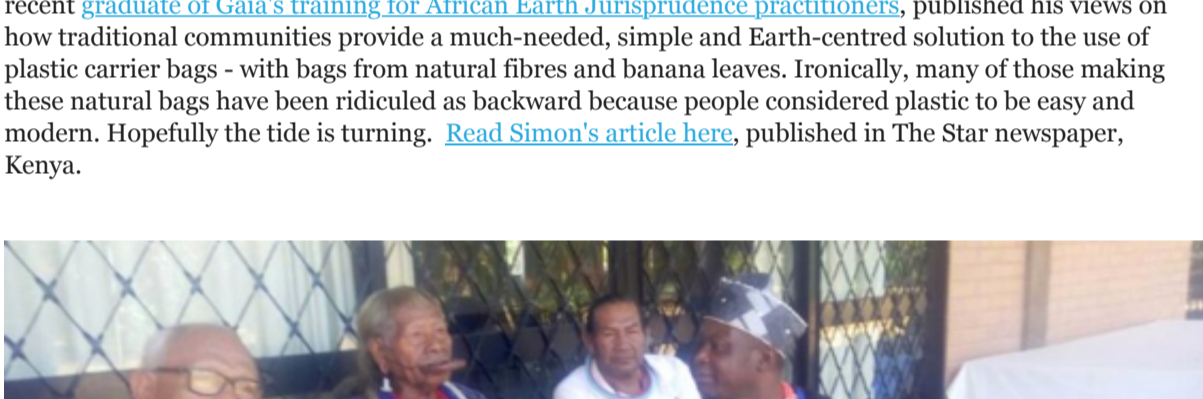 recent graduate of Gaia's training for African Earth Jurisprudence practitioners, published his views on
how traditional communities provide a much-needed, simple and Earth-centred solution to the use of
plastic carrier bags - with bags from natural fibres and banana leaves. Ironically, many of those making
these natural bags have been ridiculed as backward because people considered plastic to be easy and
modern. Hopefully the tide is turning.  Read Simon's article here, published in The Star newspaper,
Kenya.